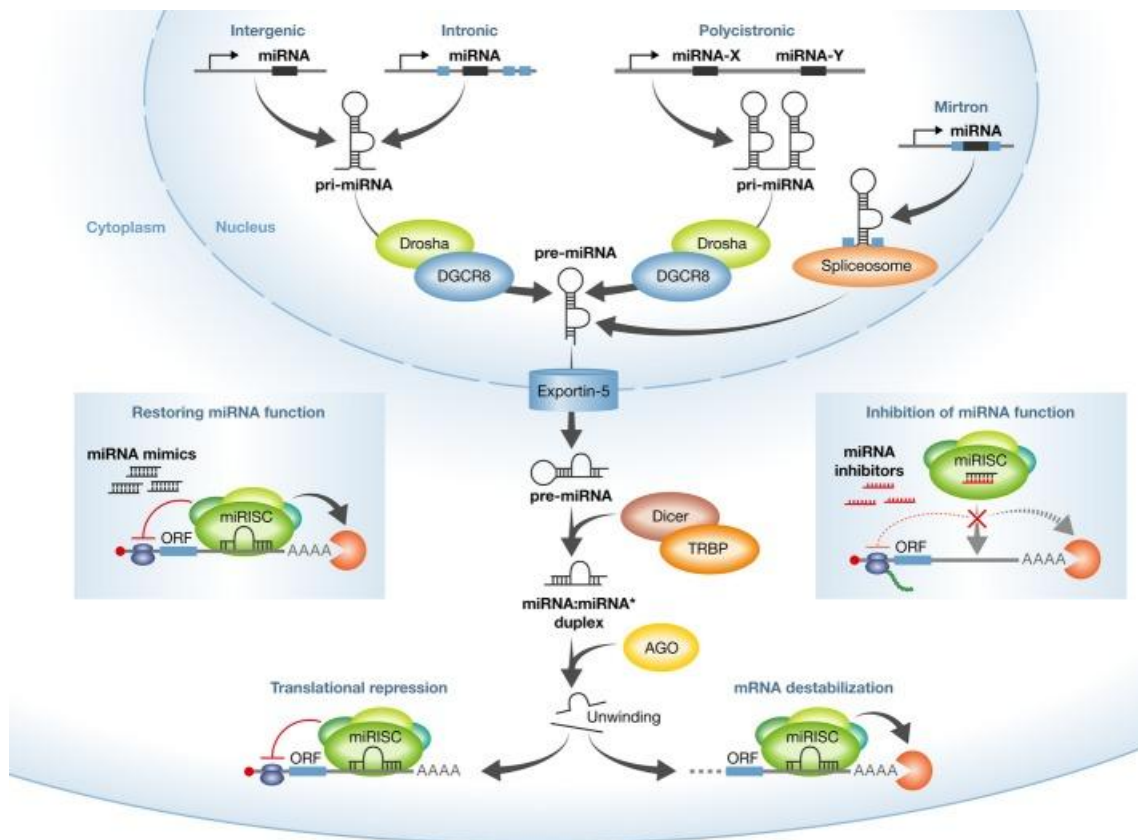 Intergenic
miRNA
Intronic
miRNA
Polycistronic
miRNA-X
miRNA-Y
Mirtron
miRNA
pri-miRNA
pri-miRNA
Cytoplasm
Nucleus
Drosha
DGCR8
pre-miRNA
Drosha
DGCR8
Spliceosome
Exportin-5
Restoring miRNA function
miRNA mimics
miRISC
ORF
AAAA
Inhibition of miRNA function
miRNA
inhibitors
miRISC
ORF
AAAA
pre-miRNA
Dicer
TRBP
miRNA:miRNA*
duplex
AGO
Unwinding
Translational repression
miRISC
ORF
AAAA
mRNA destabilization
miRISC
ORF
AAAA